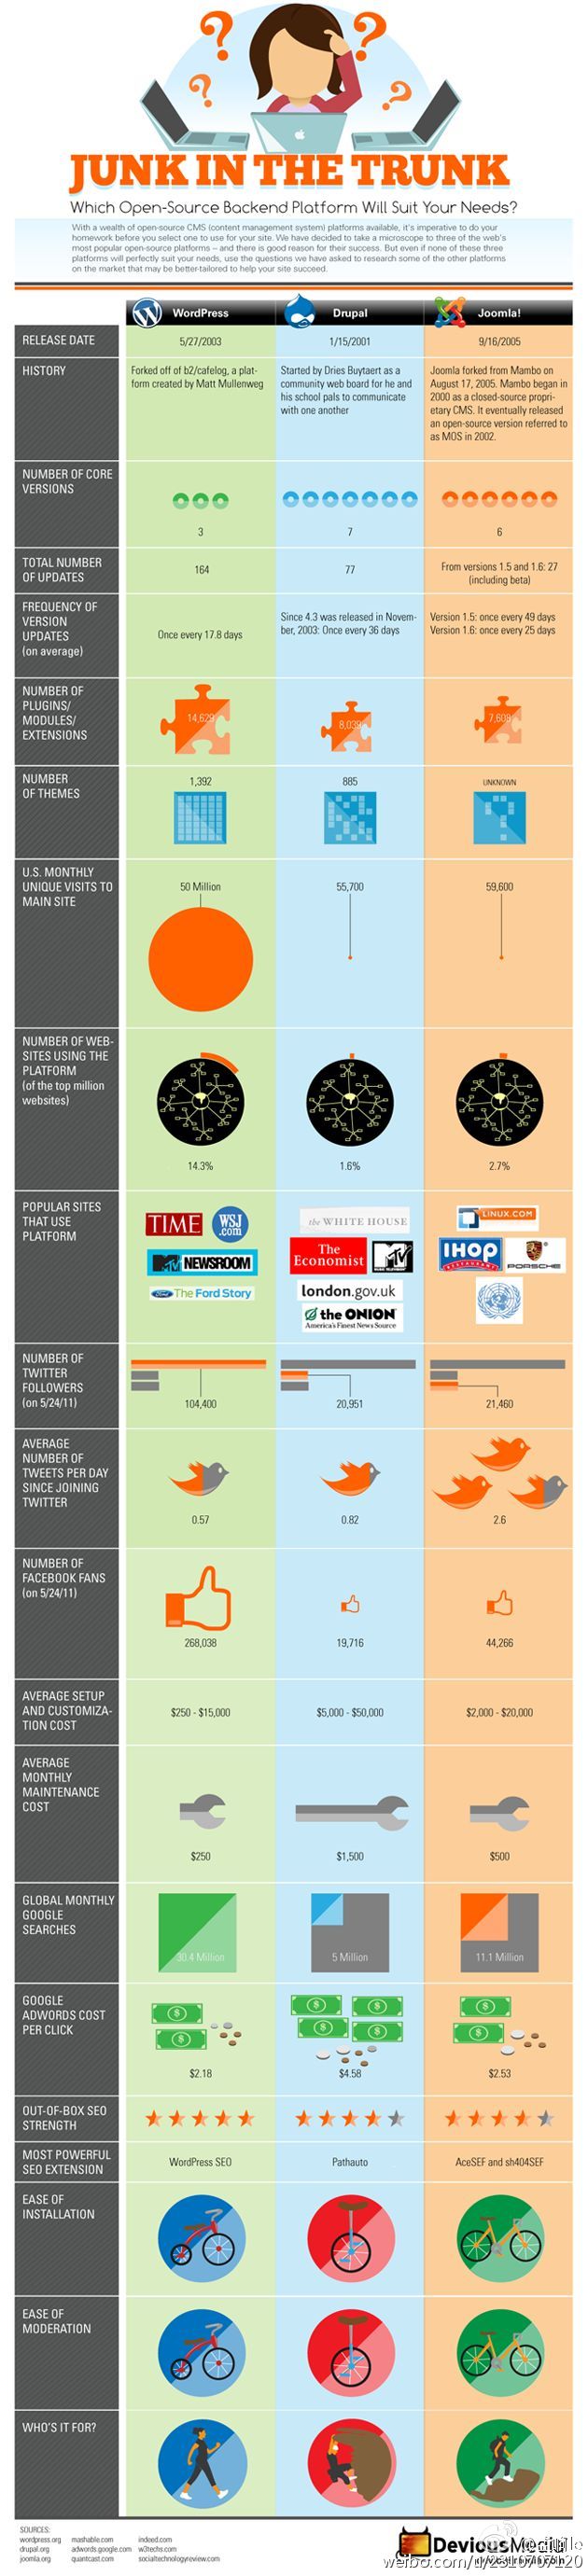 JUNK IN THE TRUNK
Which Open-Source Backend Platform Will Suit Your Needs?
With a wealth of open-source CMS (content management system) platforms available, it's imperative to do your
homework before you select one to use for your site. We have decided to take a microscope to three of the web's
most popular open-source platforms – and there is good reason for their success. But even if none of these three
platforms will perfectly suit your needs, use the questions we have asked to research some of the other platforms
on the market that may be better-tailored to help your site succeed.
WordPress
Drupal
Joomla!
RELEASE DATE
5/27/2003
1/15/2001
9/16/2005
HISTORY
Forked off of b2/cafelog, a plat-
form created by Matt Mullenweg
Started by Dries Buytaert as a
community web board for he and
his school pals to communicate
with one another
Joomla forked from Mambo on
August 17, 2005. Mambo began in
2000 as a closed-source propri-
etary CMS. It eventually released
an open-source version referred to
as MOS in 2002.
NUMBER OF CORE
VERSIONS
3
7
6
TOTAL NUMBER
OF UPDATES
164
77
From versions 1.5 and 1.6: 27
(including beta)
FREQUENCY OF
VERSION
UPDATES
(on average)
Once every 17.8 days
Since 4.3 was released in Novem-
ber, 2003: Once every 36 days
Version 1.5: once every 49 days
Version 1.6: once every 25 days
NUMBER OF
PLUGINS/
MODULES/
EXTENSIONS
14,629
8,039
7,608
NUMBER
OF THEMES
1,392
885
UNKNOWN
U.S. MONTHLY
UNIQUE VISITS TO
MAIN SITE
50 Million
55,700
59,600
NUMBER OF WEB-
SITES USING THE
PLATFORM
(of the top million
websites)
14.3%
1.6%
2.7%
POPULAR SITES
THAT USE
PLATFORM
TIME
WSJ
.com
MTV NEWSROOM
Ford The Ford Story
the WHITE HOUSE
The
Economist
MTV
MUSIC TELEVISION
london.gov.uk
the ONION
America's Finest News Source
LINUX.COM
IHOP
RESTAURANT
PORSCHE
NUMBER OF
TWITTER
FOLLOWERS
(on 5/24/11)
104,400
20,951
21,460
AVERAGE
NUMBER OF
TWEETS PER DAY
SINCE JOINING
TWITTER
0.57
0.82
2.6
NUMBER OF
FACEBOOK FANS
(on 5/24/11)
268,038
19,716
44,266
AVERAGE SETUP
AND CUSTOMIZA-
TION COST
$250 - $15,000
$5,000 - $50,000
$2,000 - $20,000
AVERAGE
MONTHLY
MAINTENANCE
COST
$250
$1,500
$500
GLOBAL MONTHLY
GOOGLE
SEARCHES
30.4 Million
5 Million
11.1 Million
GOOGLE
ADWORDS COST
PER CLICK
$2.18
$4.58
$2.53
OUT-OF-BOX SEO
STRENGTH
MOST POWERFUL
SEO EXTENSION
WordPress SEO
Pathauto
AceSEF and sh404SEF
EASE OF
INSTALLATION
EASE OF
MODERATION
WHO'S IT FOR?
SOURCES:
wordpress.org
drupal.org
joomla.org
mashable.com
adwords.google.com
quantcast.com
indeed.com
w3techs.com
socialtechnologyreview.com
Devious Media
weibo.com/u/2316797120